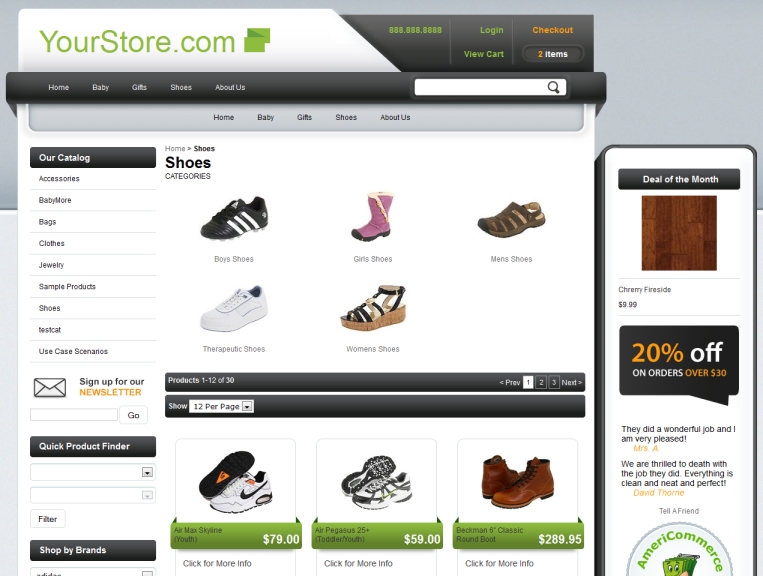 YourStore.com
888.888.8888
Login
Checkout
View Cart
2 items
Home Baby Gifts Shoes About Us
Home Baby Gifts Shoes About Us
Our Catalog
Accessories
BabyMore
Bags
Clothes
Jewelry
Sample Products
Shoes
testcat
Use Case Scenarios
Sign up for our
NEWSLETTER
Go
Quick Product Finder
Filter
Shop by Brands
adidas
Home > Shoes
Shoes
CATEGORIES
Boys Shoes
Girls Shoes
Mens Shoes
Therapeutic Shoes
Womens Shoes
Products 1-12 of 30
< Prev 1 2 3 Next >
Show 12 Per Page
Air Max Skyline
(Youth)
$79.00
Click for More Info
Air Pegasus 25+
(Toddler/Youth)
$59.00
Click for More Info
Beckman 6" Classic
Round Boot
$289.95
Click for More Info
Deal of the Month
Chrerry Fireside
$9.99
20% off
ON ORDERS OVER $30
They did a wonderful job and I
am very pleased!
Mrs. A.
We are thrilled to death with
the job they did. Everything is
clean and neat and perfect!
David Thorne
Tell A Friend
AmeriCommerce